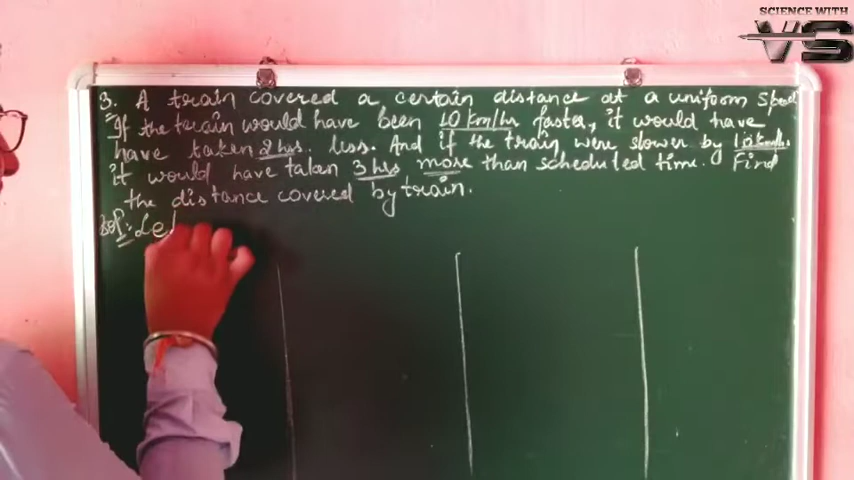 SCIENCE WITH
VS
3. A train covered a certain distance at a uniform speed
If the train would have been 10 km/hr faster, it would have
have taken 2 hrs. less. And if the train were slower by 10 km/h.
it would have taken 3 hrs more than scheduled time. Find
the distance covered by train.
Sol: Let